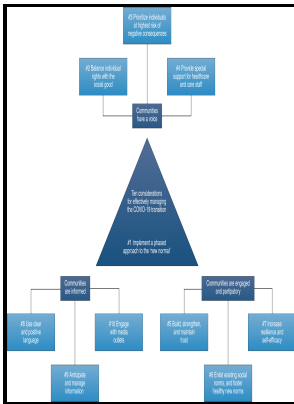 #3 Prioritize individuals
at highest risk of
negative consequences
#2 Balance individual
rights with the
social good
#4 Provide special
support for healthcare
and care staff
Communities
have a voice
Ten considerations
for effectively managing
the COVID-19 transition
#1 Implement a phased
approach to the 'new normal'
Communities
are informed
Communities are engaged
and participatory
#8 Use clear
and positive
language
#10 Engage
with media
outlets
#5 Build, strengthen,
and maintain
trust
#7 Increase
resilience and
self-efficacy
#9 Anticipate
and manage
information
#6 Enlist existing social
norms, and foster
healthy new norms